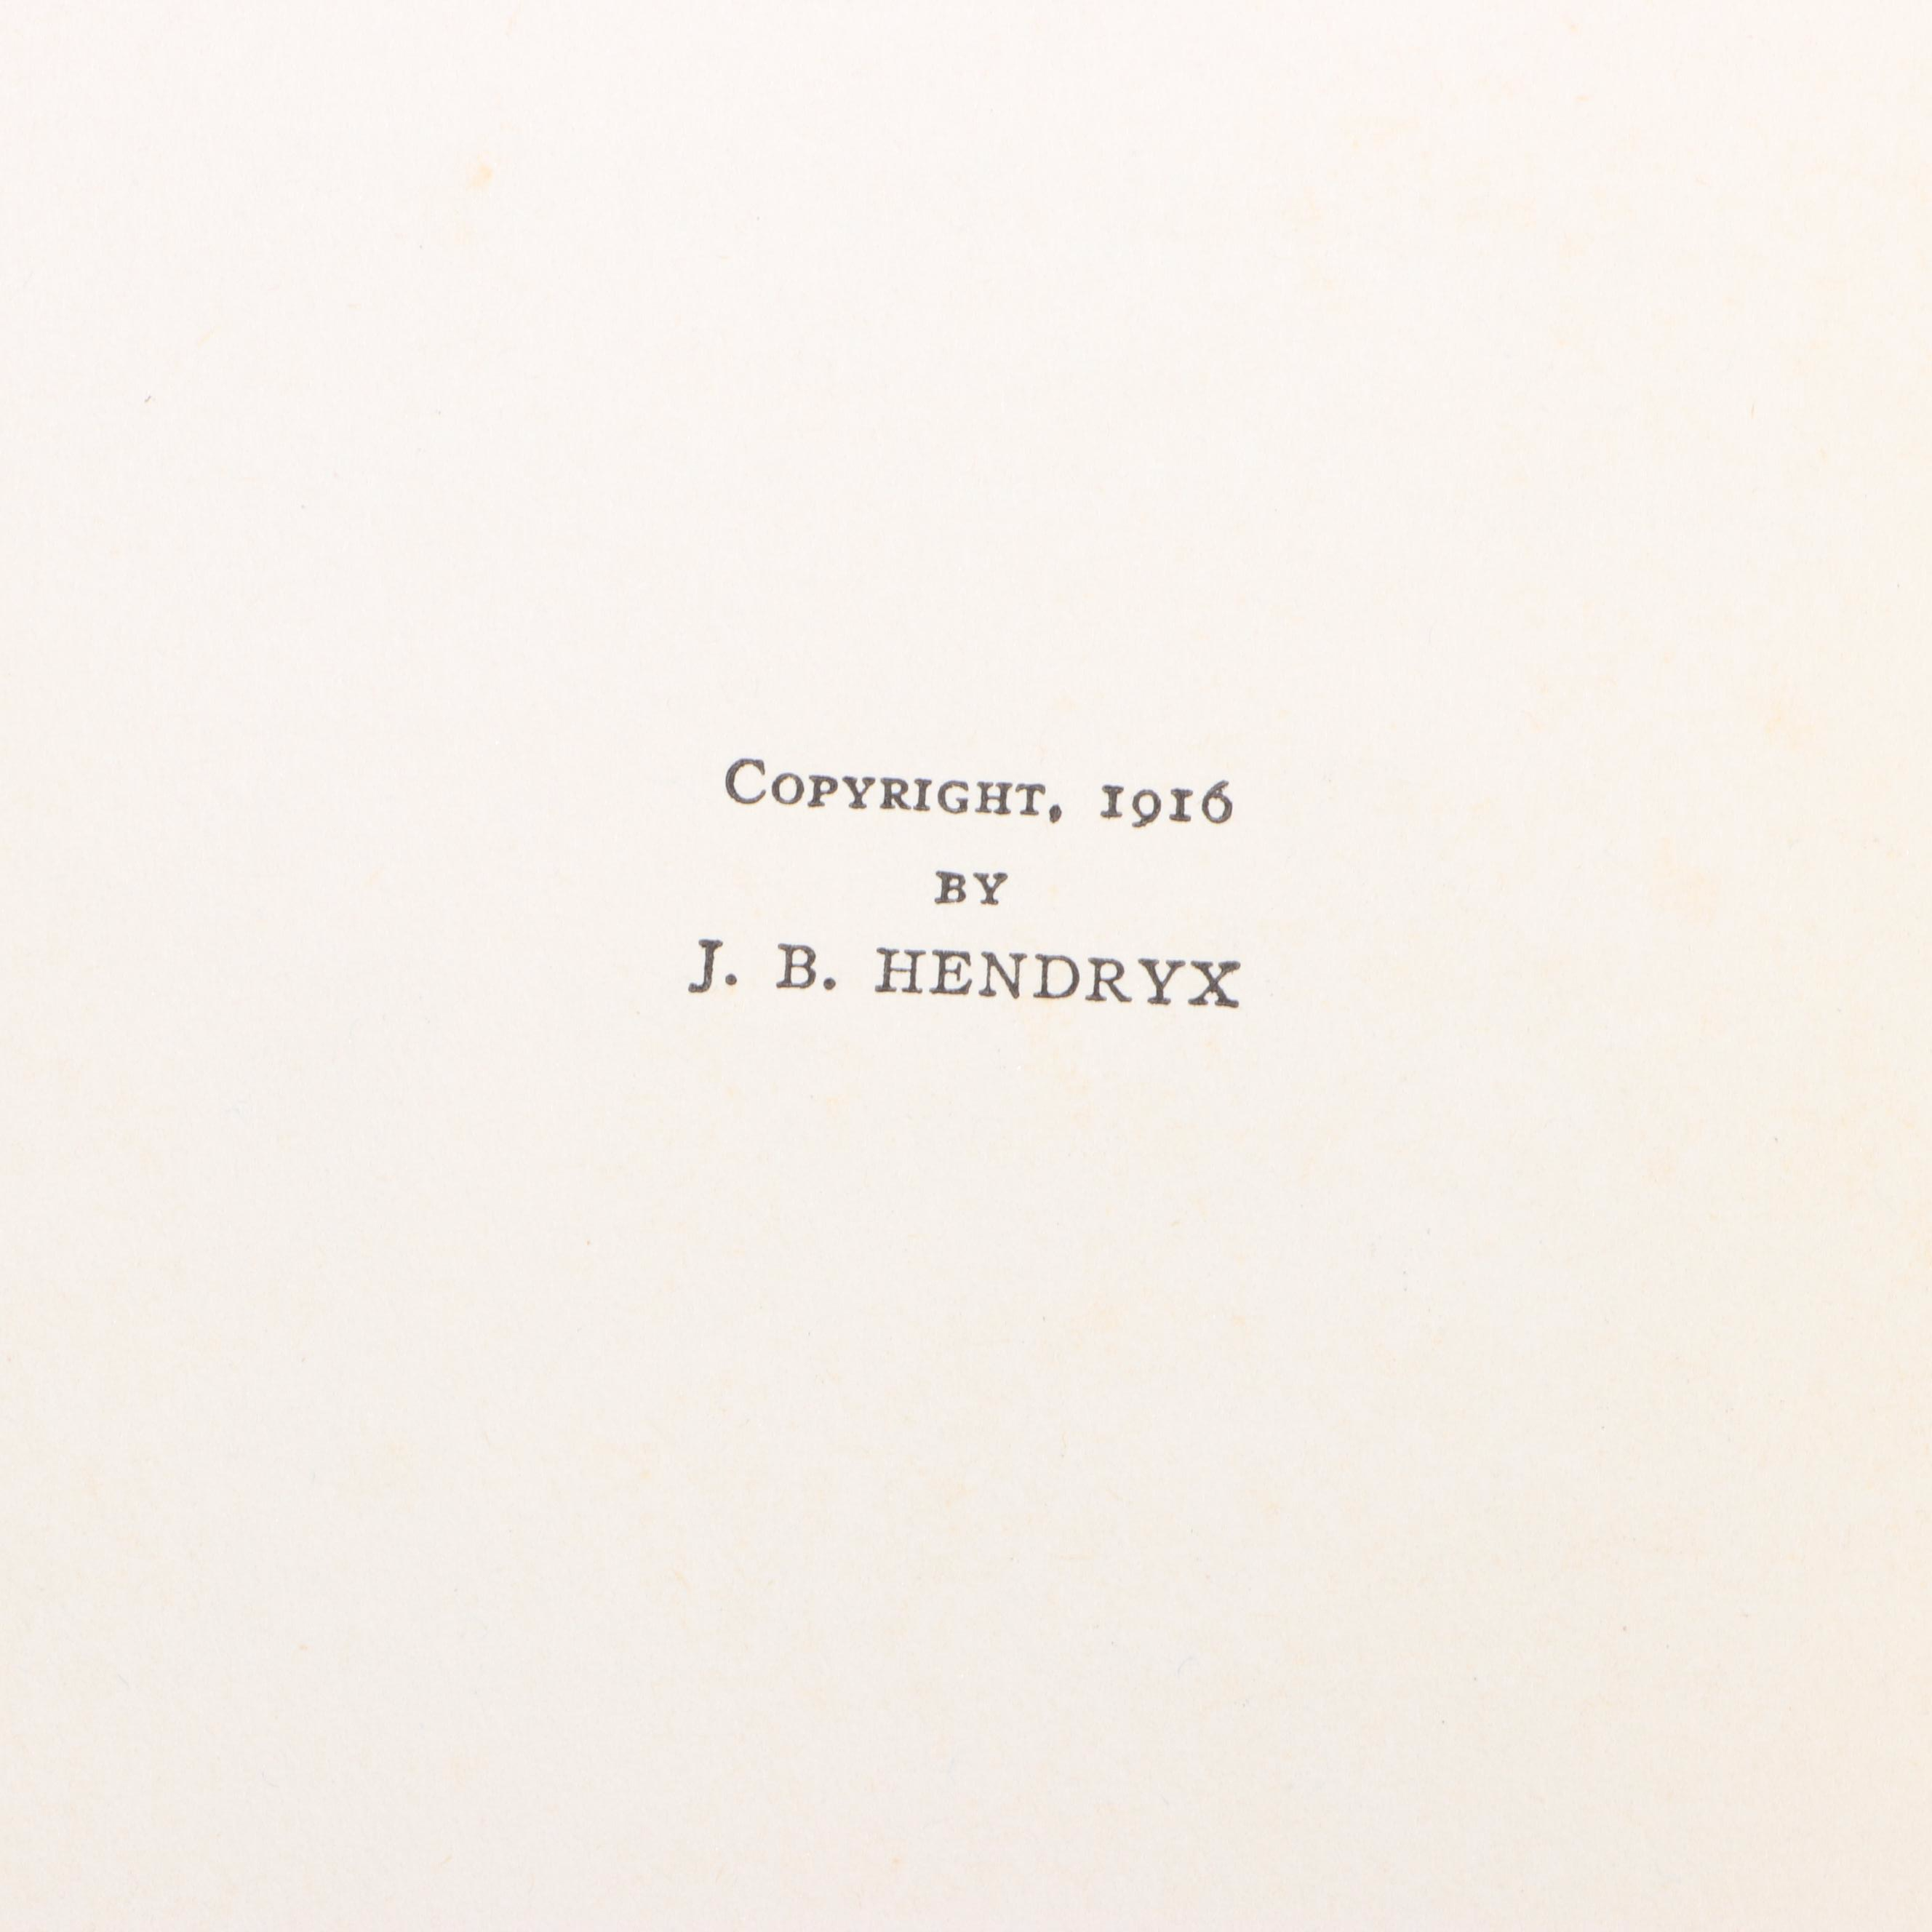 Copyright, 1916
BY
J. B. HENDRYX